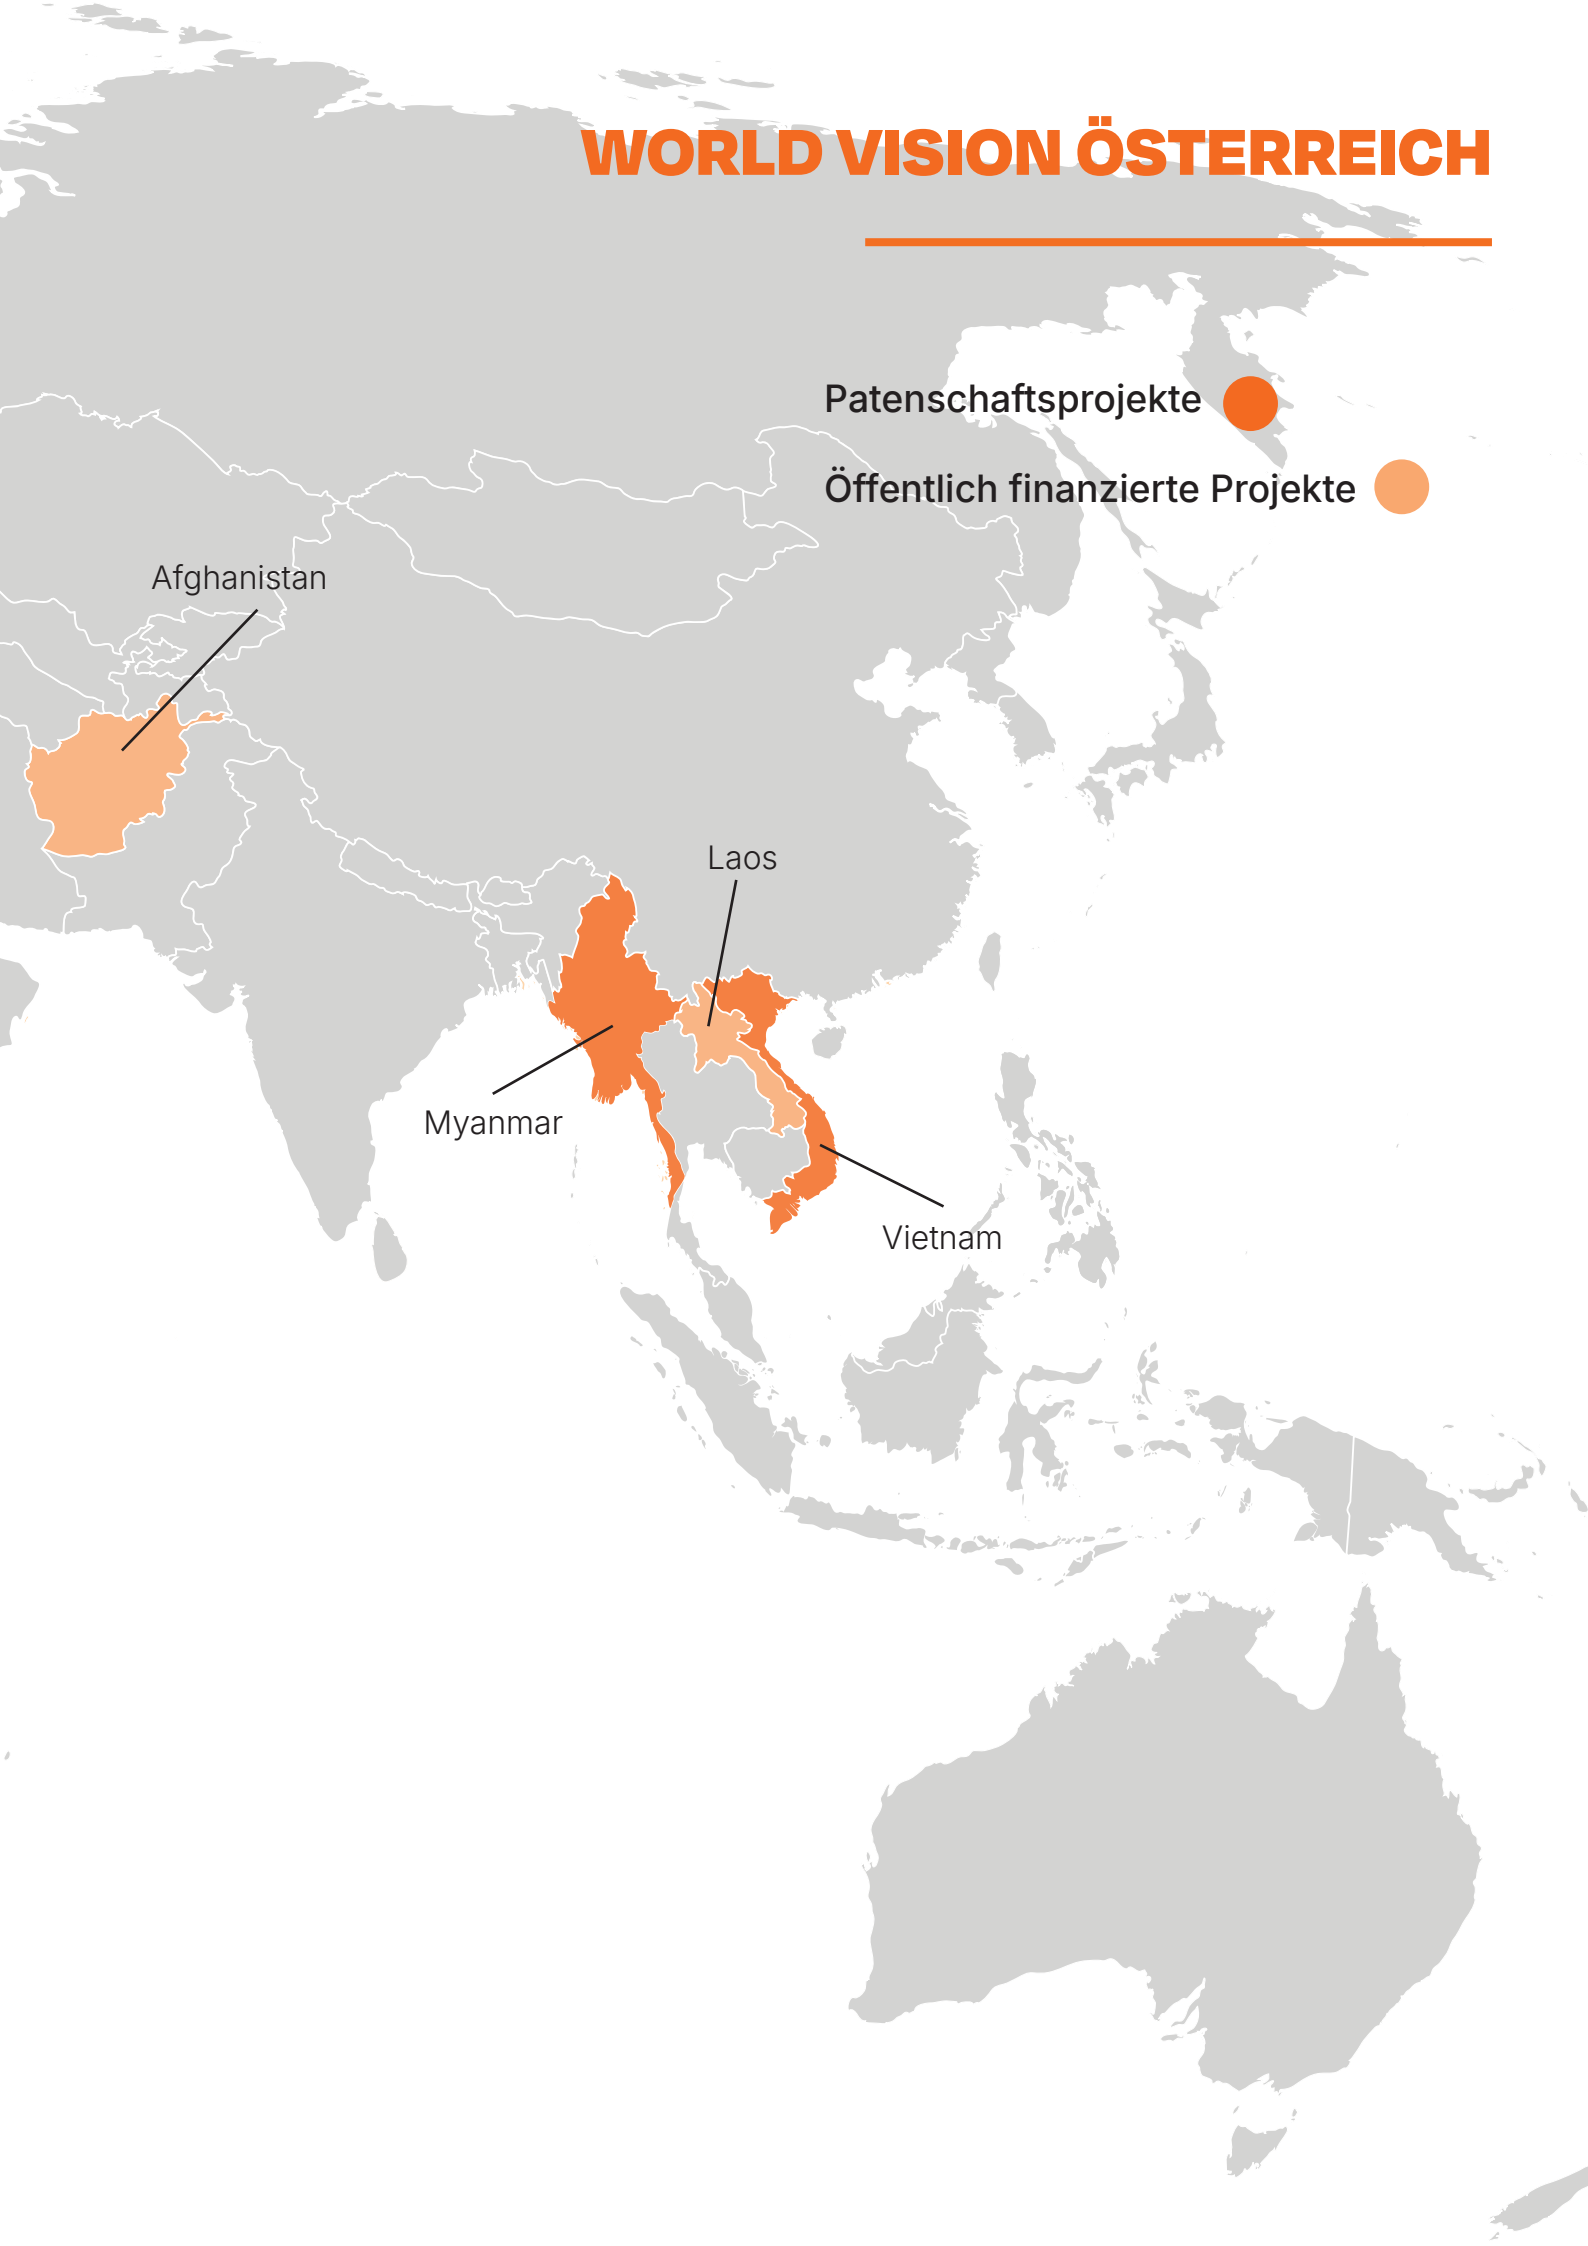 WORLD VISION ÖSTERREICH
Patenschaftsprojekte
Öffentlich finanzierte Projekte
Afghanistan
Laos
Myanmar
Vietnam